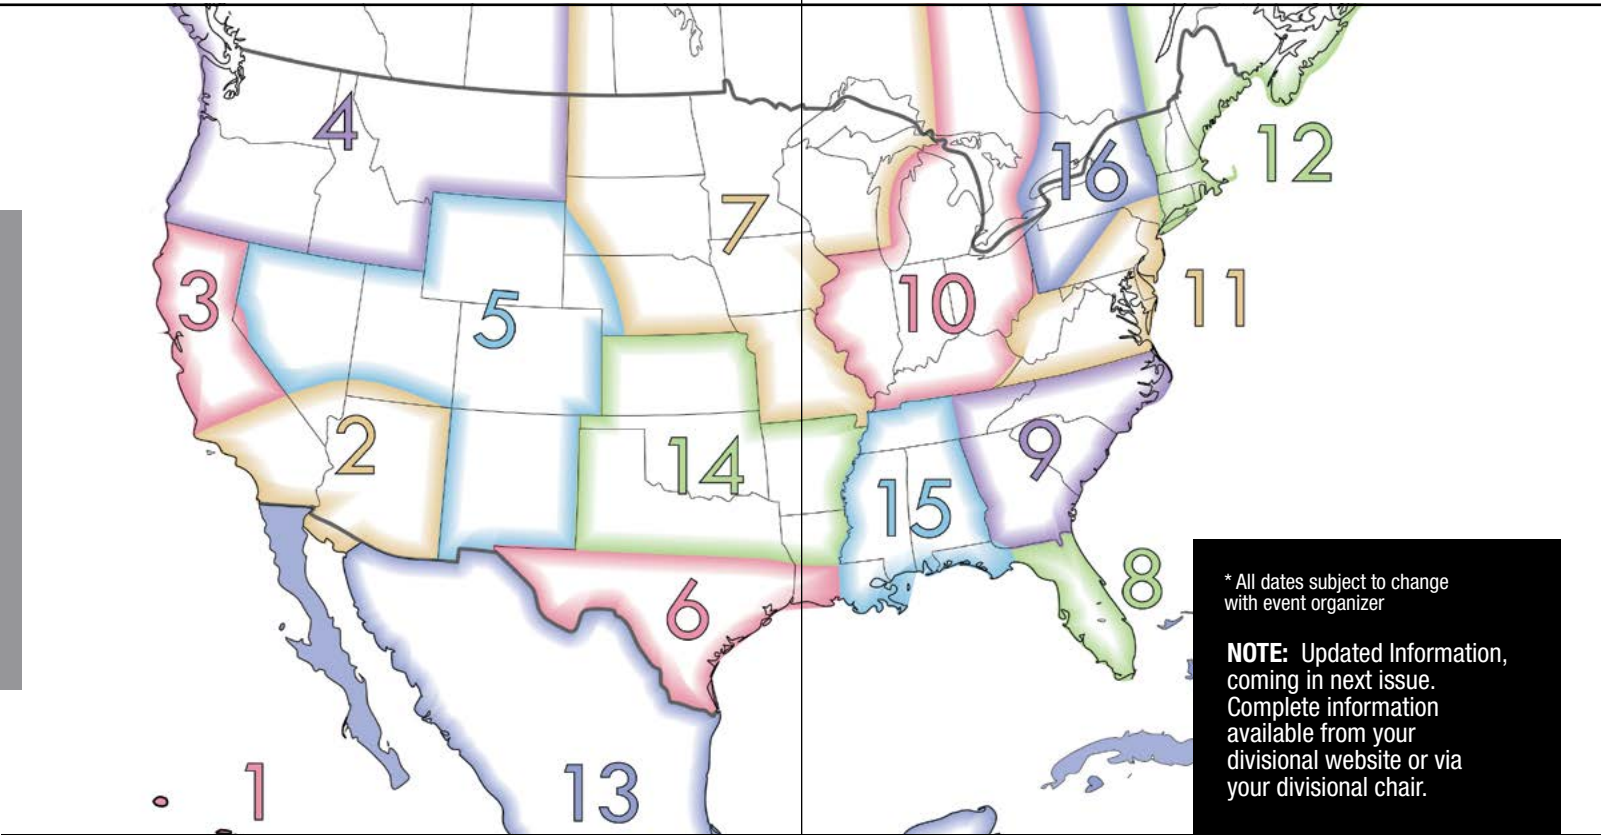 4
16
12
7
3
5
10
11
2
14
9
15
8
6
1
13
* All dates subject to change
with event organizer
NOTE: Updated Information,
coming in next issue.
Complete information
available from your
divisional website or via
your divisional chair.